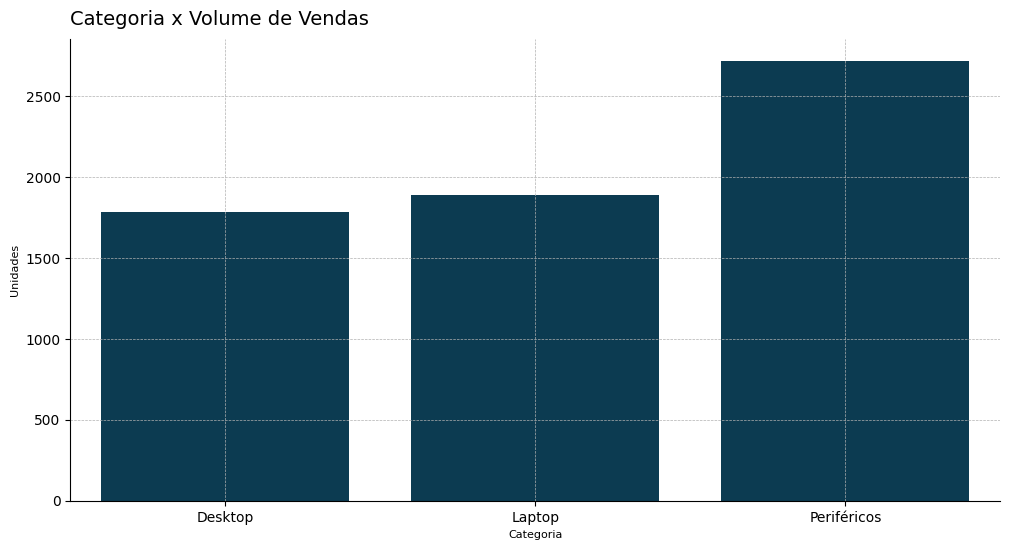 Categoria x Volume de Vendas
2500
2000
1500
1000
500
0
Unidades
Desktop Laptop Periféricos
Categoria